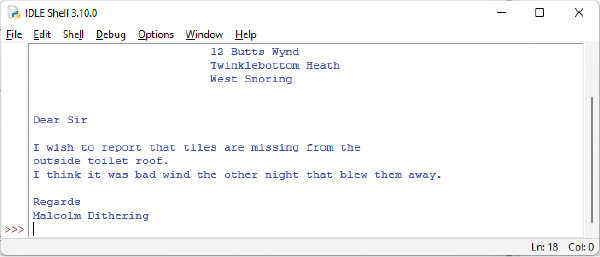 IDLE Shell 3.10.0
File Edit Shell Debug Options Window Help
12 Butts Wynd
Twinklebottom Heath
West Snoring
Dear Sir
I wish to report that tiles are missing from the
outside toilet roof.
I think it was bad wind the other night that blew them away.
Regards
Malcolm Dithering
>>>
Ln: 18 Col: 0